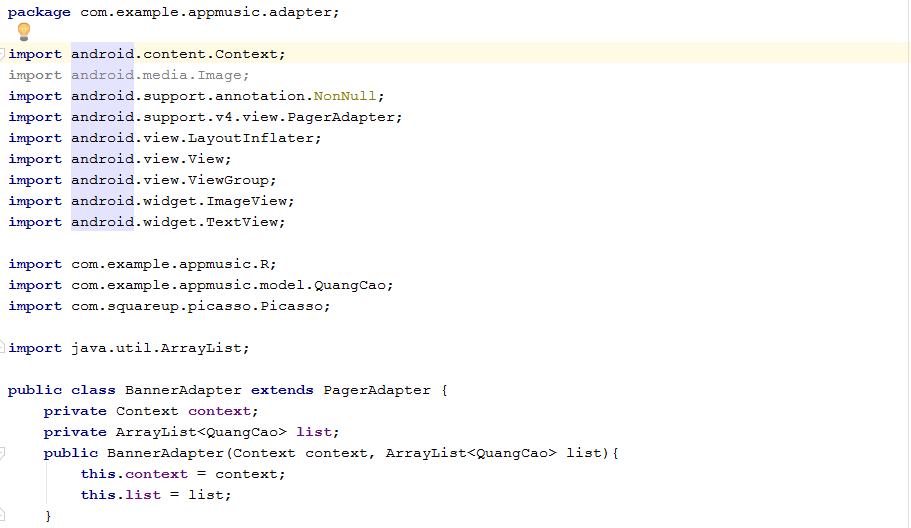 package com.example.appmusic.adapter;
import android.content.Context;
import android.media.Image;
import android.support.annotation.NonNull;
import android.support.v4.view.PagerAdapter;
import android.view.LayoutInflater;
import android.view.View;
import android.view.ViewGroup;
import android.widget.ImageView;
import android.widget.TextView;
import com.example.appmusic.R;
import com.example.appmusic.model.QuangCao;
import com.squareup.picasso.Picasso;
import java.util.ArrayList;
public class BannerAdapter extends PagerAdapter {
    private Context context;
    private ArrayList<QuangCao> list;
    public BannerAdapter(Context context, ArrayList<QuangCao> list){
        this.context = context;
        this.list = list;
    }